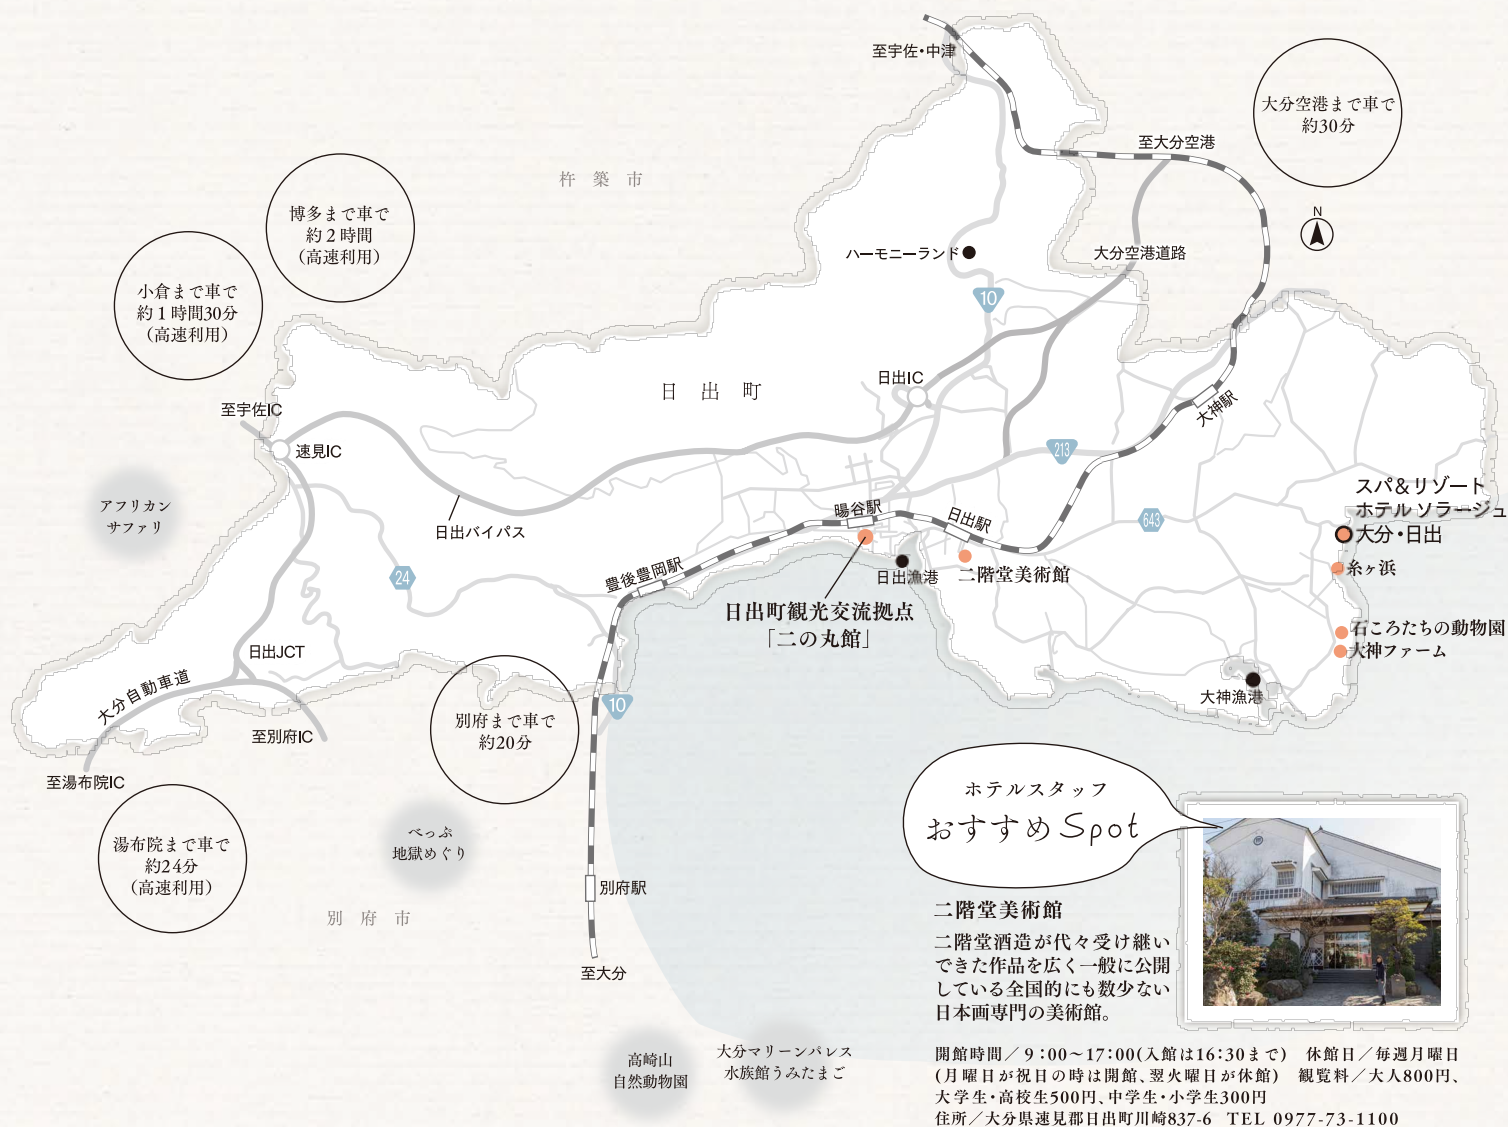 至宇佐・中津
大分空港まで車で
約30分
至大分空港
N
杵築市
博多まで車で
約2時間
(高速利用)
ハーモニーランド
大分空港道路
10
小倉まで車で
約1時間30分
(高速利用)
日出町
日出IC
大神駅
至宇佐IC
速見IC
213
アフリカン
サファリ
日出バイパス
暘谷駅
日出駅
643
スパ&リゾート
ホテル ソラージュ
大分・日出
糸ヶ浜
豊後豊岡駅
24
日出漁港
二階堂美術館
日出町観光交流拠点
「二の丸館」
石ころたちの動物園
大神ファーム
日出JCT
大分自動車道
大神漁港
10
別府まで車で
約20分
至別府IC
至湯布院IC
湯布院まで車で
約24分
(高速利用)
べっぷ
地獄めぐり
別府駅
別府市
至大分
高崎山
自然動物園
大分マリーンパレス
水族館うみたまご
ホテルスタッフ
おすすめSpot
二階堂美術館
二階堂酒造が代々受け継い
できた作品を広く一般に公開
している全国的にも数少ない
日本画専門の美術館。
開館時間／9:00〜17:00(入館は16:30まで) 休館日／毎週月曜日
(月曜日が祝日の時は開館、翌火曜日が休館) 観覧料／大人800円、
大学生・高校生500円、中学生・小学生300円
住所／大分県速見郡日出町川崎837-6 TEL 0977-73-1100